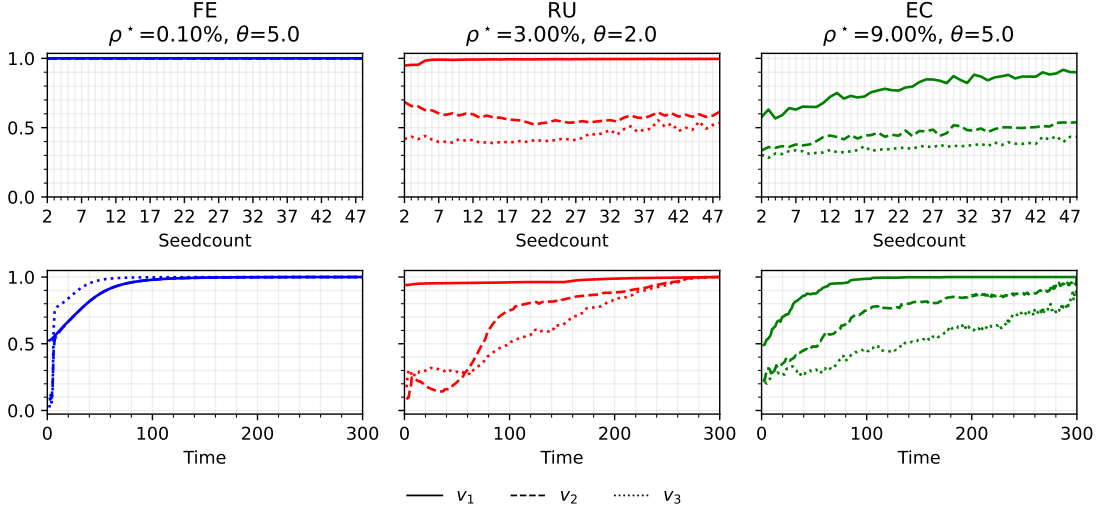 FE RU EC
ρ*=0.10%, θ=5.0 ρ*=3.00%, θ=2.0 ρ*=9.00%, θ=5.0
1.0
0.5
0.0
2 7 12 17 22 27 32 37 42 47 2 7 12 17 22 27 32 37 42 47 2 7 12 17 22 27 32 37 42 47
Seedcount Seedcount Seedcount
1.0
0.5
0.0
0 100 200 300 0 100 200 300 0 100 200 300
Time Time Time
v₁ v₂ v₃